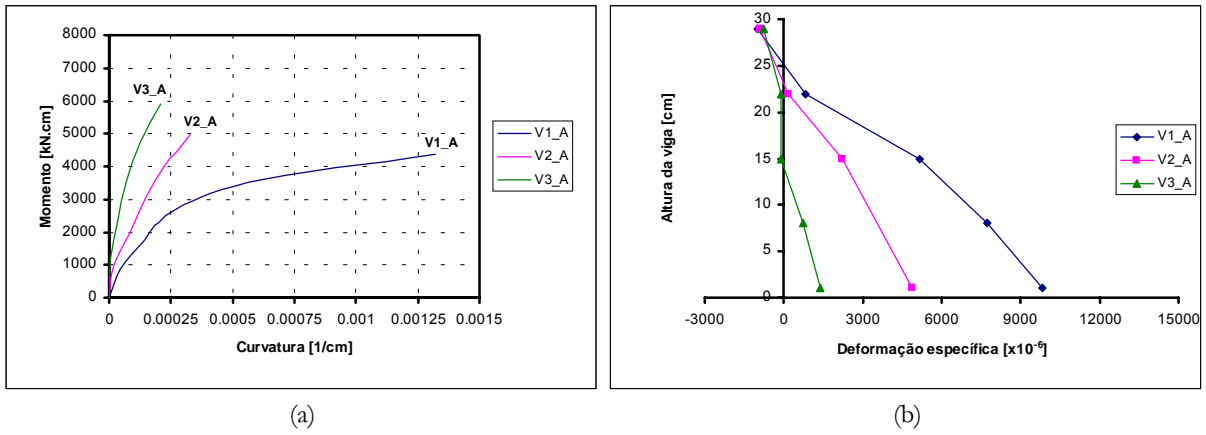 8000
7000
6000
5000
4000
3000
2000
1000
0
Momento [kN.cm]
V3_A
V2_A
V1_A
0 0.00025 0.0005 0.00075 0.001 0.00125 0.0015
Curvatura [1/cm]
V1_A
V2_A
V3_A
(a)
30
25
20
15
10
5
0
Altura da viga [cm]
-3000 0 3000 6000 9000 12000 15000
Deformação específica [x10⁻⁶]
V1_A
V2_A
V3_A
(b)